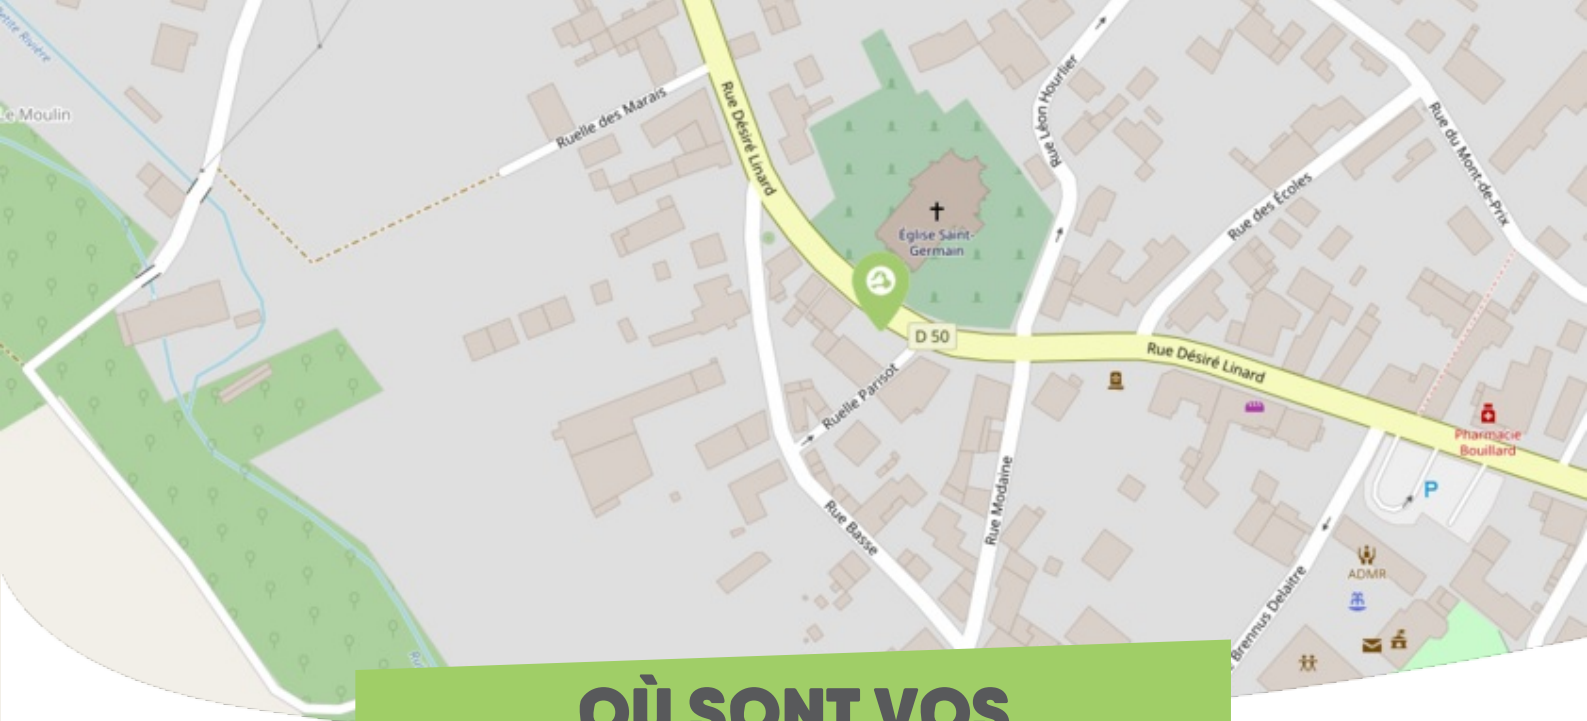 Petite Rivière
Le Moulin
Ruelle des Marais
Rue Désiré Linard
Rue Léon Hourlier
Rue du Mont-de-Prix
Rue des Écoles
Église Saint-
Germain
D 50
Rue Désiré Linard
Ruelle Parisot
Pharmacie
Bouillard
P
Rue Basse
Rue Modaine
ADMR
Brennus Delaitre
OÙ SONT VOS